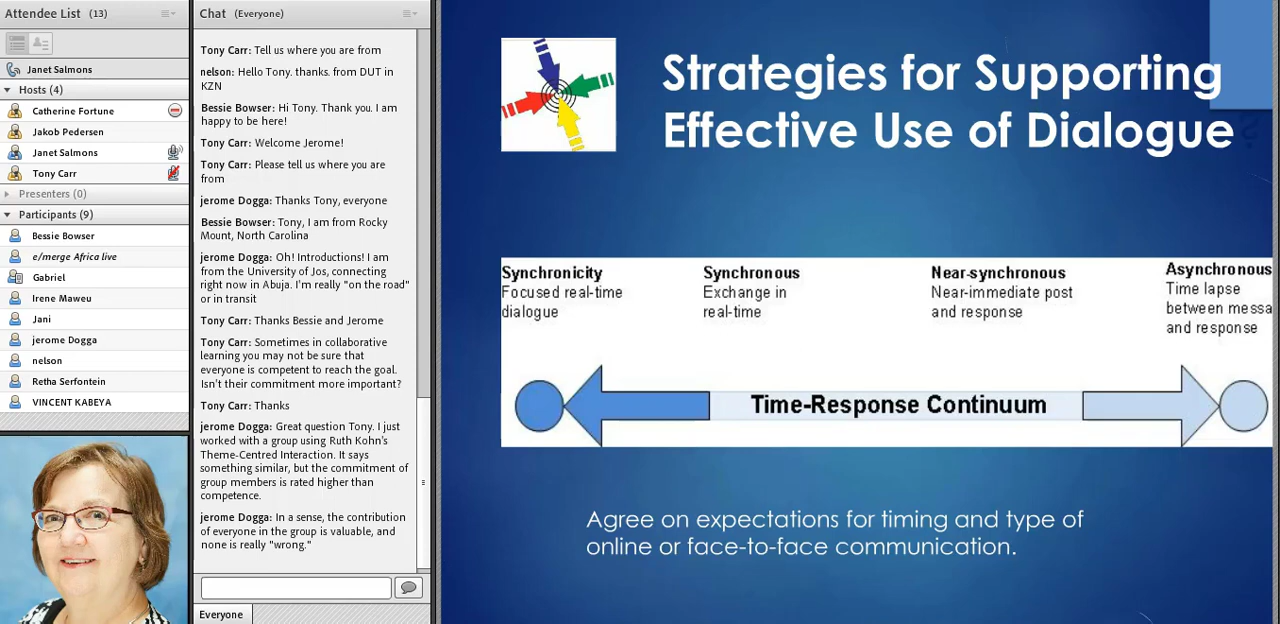 Attendee List (13)
Janet Salmons
Hosts (4)
Catherine Fortune
Jakob Pedersen
Janet Salmons
Tony Carr
Presenters (0)
Participants (9)
Bessie Bowser
e/merge Africa live
Gabriel
Irene Maweu
Jani
jerome Dogga
nelson
Retha Serfontein
VINCENT KABEYA
Chat (Everyone)
Tony Carr: Tell us where you are from
nelson: Hello Tony. thanks. from DUT in
KZN
Bessie Bowser: Hi Tony. Thank you. I am
happy to be here!
Tony Carr: Welcome Jerome!
Tony Carr: Please tell us where you are
from
jerome Dogga: Thanks Tony, everyone
Bessie Bowser: Tony, I am from Rocky
Mount, North Carolina
jerome Dogga: Oh! Introductions! I am
from the University of Jos, connecting
right now in Abuja. I'm really "on the road"
or in transit
Tony Carr: Thanks Bessie and Jerome
Tony Carr: Sometimes in collaborative
learning you may not be sure that
everyone is competent to reach the goal.
Isn't their commitment more important?
Tony Carr: Thanks
jerome Dogga: Great question Tony. I just
worked with a group using Ruth Kohn's
Theme-Centred Interaction. It says
something similar, but the commitment of
group members is rated higher than
competence.
jerome Dogga: In a sense, the contribution
of everyone in the group is valuable, and
none is really "wrong."
Everyone
Strategies for Supporting
Effective Use of Dialogue
Synchronicity
Focused real-time
dialogue
Synchronous
Exchange in
real-time
Near-synchronous
Near-immediate post
and response
Asynchronous
Time lapse
between messa
and response
Time-Response Continuum
Agree on expectations for timing and type of
online or face-to-face communication.